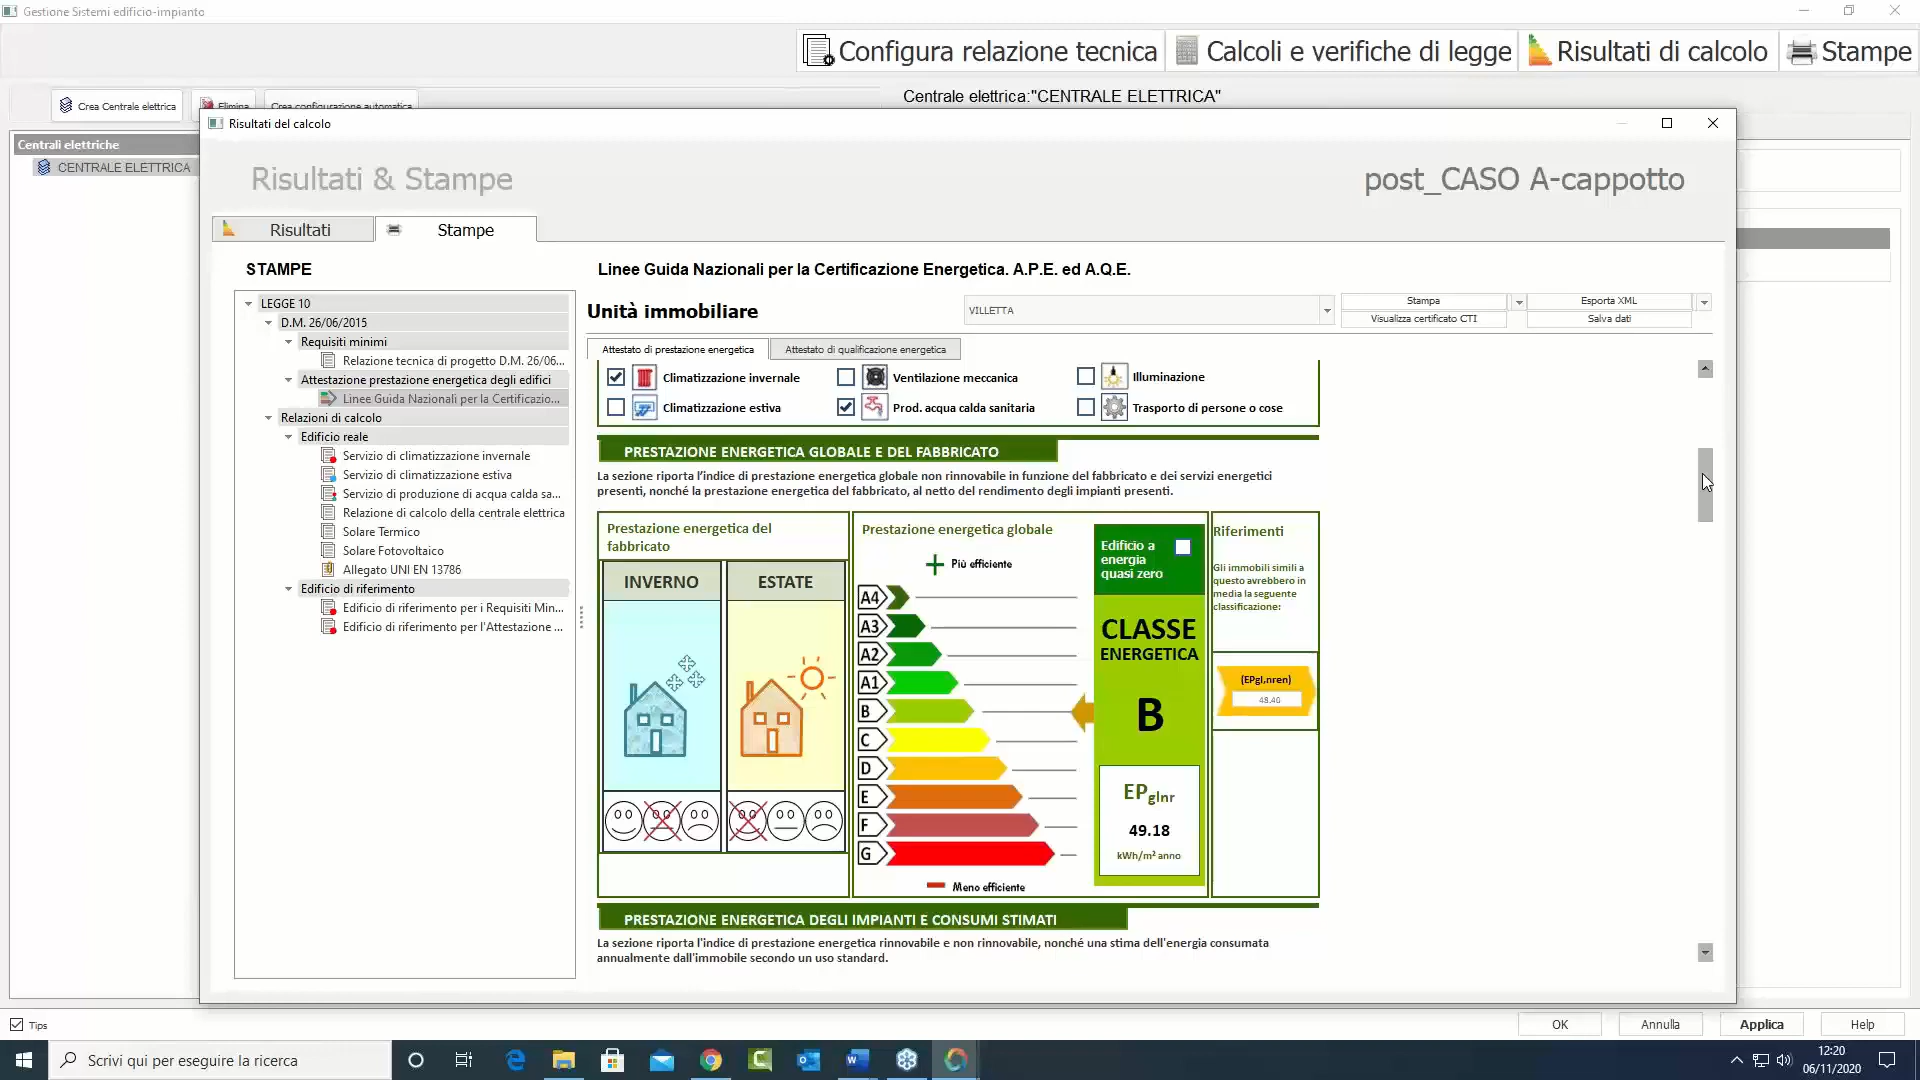 Gestione Sistemi edificio-impianto
Configura relazione tecnica
Calcoli e verifiche di legge
Risultati di calcolo
Stampe
Crea Centrale elettrica
Elimina
Crea configurazione automatica
Centrale elettrica:"CENTRALE ELETTRICA"
Centrali elettriche
CENTRALE ELETTRICA
Risultati del calcolo
Risultati & Stampe
post_CASO A-cappotto
Risultati
Stampe
STAMPE
LEGGE 10
D.M. 26/06/2015
Requisiti minimi
Relazione tecnica di progetto D.M. 26/06...
Attestazione prestazione energetica degli edifici
Linee Guida Nazionali per la Certificazio...
Relazioni di calcolo
Edificio reale
Servizio di climatizzazione invernale
Servizio di climatizzazione estiva
Servizio di produzione di acqua calda sa...
Relazione di calcolo della centrale elettrica
Solare Termico
Solare Fotovoltaico
Allegato UNI EN 13786
Edificio di riferimento
Edificio di riferimento per i Requisiti Min...
Edificio di riferimento per l'Attestazione ...
Linee Guida Nazionali per la Certificazione Energetica. A.P.E. ed A.Q.E.
Unità immobiliare
VILLETTA
Stampa
Esporta XML
Visualizza certificato CTI
Salva dati
Attestato di prestazione energetica
Attestato di qualificazione energetica
Climatizzazione invernale
Ventilazione meccanica
Illuminazione
Climatizzazione estiva
Prod. acqua calda sanitaria
Trasporto di persone o cose
PRESTAZIONE ENERGETICA GLOBALE E DEL FABBRICATO
La sezione riporta l'indice di prestazione energetica globale non rinnovabile in funzione del fabbricato e dei servizi energetici
presenti, nonché la prestazione energetica del fabbricato, al netto del rendimento degli impianti presenti.
Prestazione energetica del
fabbricato
INVERNO
ESTATE
Prestazione energetica globale
Più efficiente
A4
A3
A2
A1
B
C
D
E
F
G
Meno efficiente
Edificio a
energia
quasi zero
CLASSE
ENERGETICA
B
EPglnr
49.18
kWh/m² anno
Riferimenti
Gli immobili simili a
questo avrebbero in
media la seguente
classificazione:
(EPgl,nren)
48.40
PRESTAZIONE ENERGETICA DEGLI IMPIANTI E CONSUMI STIMATI
La sezione riporta l'indice di prestazione energetica rinnovabile e non rinnovabile, nonché una stima dell'energia consumata
annualmente dall'immobile secondo un uso standard.
Tips
OK
Annulla
Applica
Help
Scrivi qui per eseguire la ricerca
12:20
06/11/2020